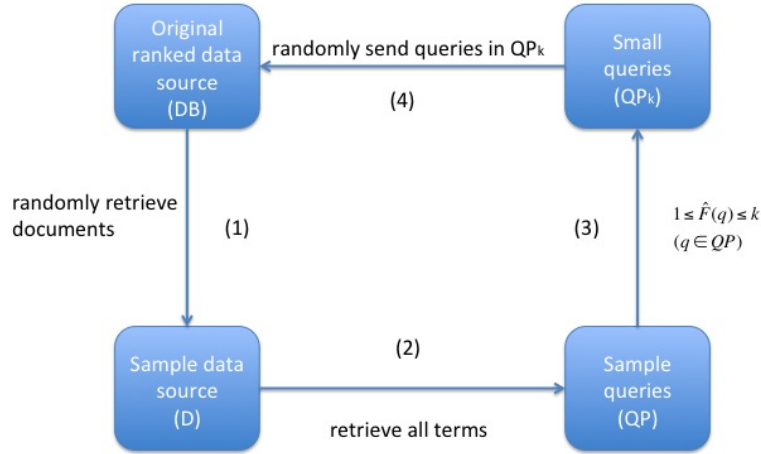 Original
ranked data
source
(DB)
randomly send queries in QPₖ
(4)
Small
queries
(QPₖ)
randomly retrieve
documents
(1)
(3)
1 ≤ F̂(q) ≤ k
(q ∈ QP)
Sample data
source
(D)
(2)
retrieve all terms
Sample
queries
(QP)